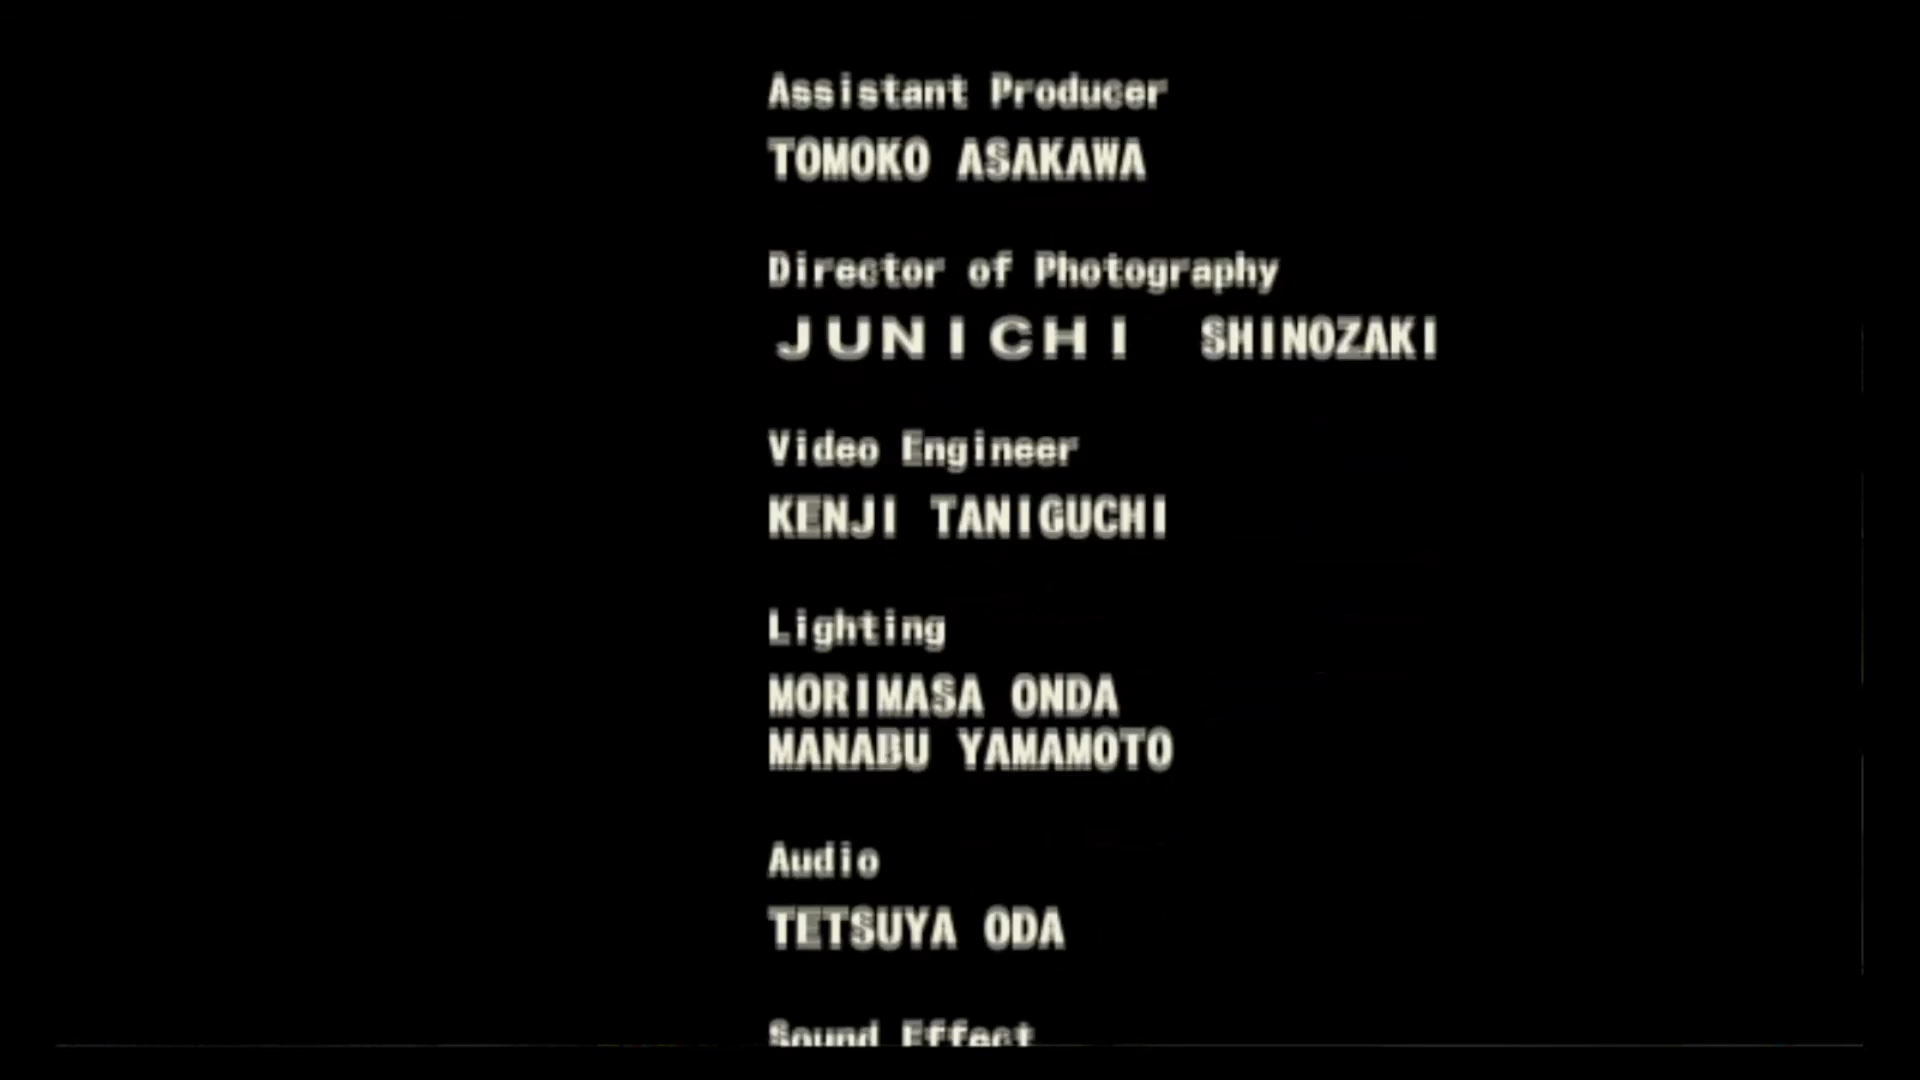 Assistant Producer
TOMOKO ASAKAWA
Director of Photography
ＪＵＮＩＣＨＩ　SHINOZAKI
Video Engineer
KENJI TANIGUCHI
Lighting
MORIMASA ONDA
MANABU YAMAMOTO
Audio
TETSUYA ODA
Sound Effect